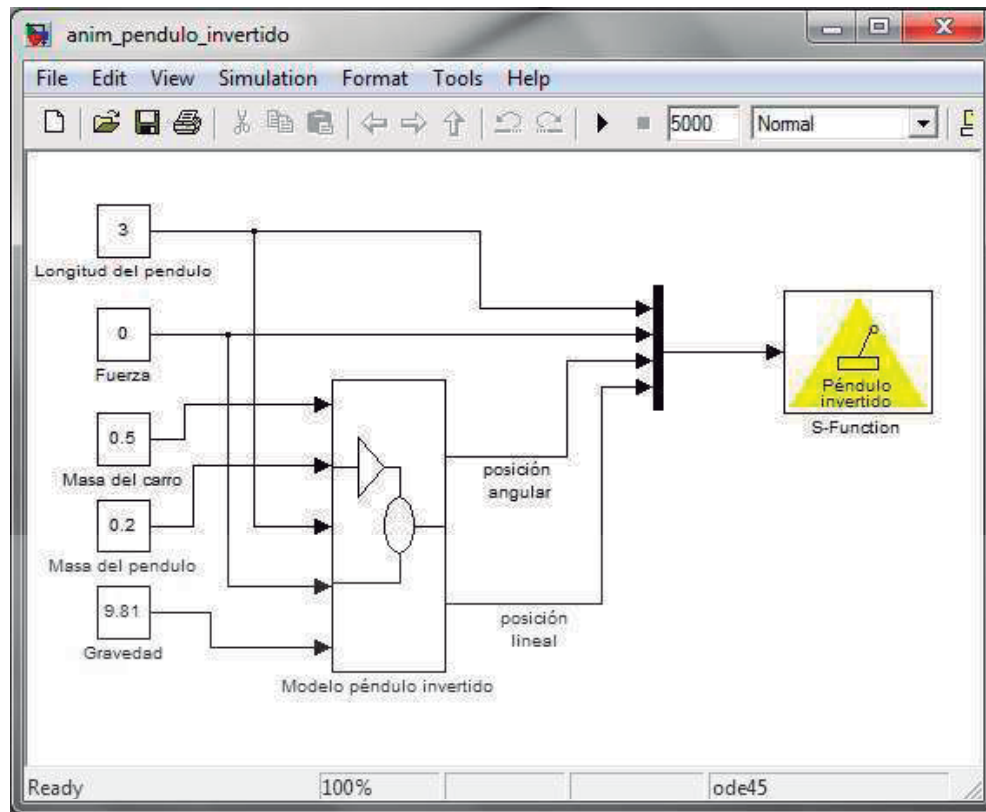 anim_pendulo_invertido
File Edit View Simulation Format Tools Help
5000 Normal
3
Longitud del pendulo
0
Fuerza
0.5
Masa del carro
0.2
Masa del pendulo
9.81
Gravedad
Modelo péndulo invertido
posición
angular
posición
lineal
Péndulo
invertido
S-Function
Ready 100% ode45